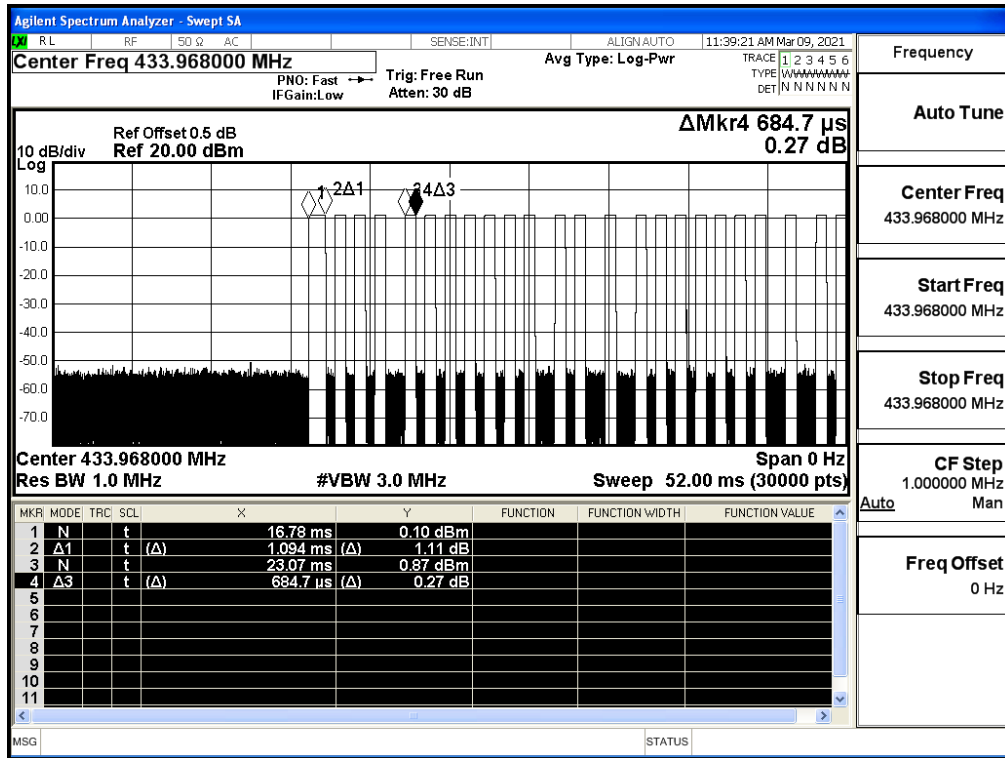 Agilent Spectrum Analyzer - Swept SA
LXI RL RF 50 Ω AC SENSE:INT ALIGN AUTO 11:39:21 AM Mar 09, 2021
Center Freq 433.968000 MHz
PNO: Fast
IFGain:Low
Trig: Free Run
Atten: 30 dB
Avg Type: Log-Pwr
TRACE 1 2 3 4 5 6
TYPE WWWWWW
DET N N N N N N
ΔMkr4 684.7 µs
0.27 dB
10 dB/div
Log
Ref Offset 0.5 dB
Ref 20.00 dBm
1 2Δ1 4Δ3
10.0
0.00
-10.0
-20.0
-30.0
-40.0
-50.0
-60.0
-70.0
Center 433.968000 MHz Span 0 Hz
Res BW 1.0 MHz #VBW 3.0 MHz Sweep 52.00 ms (30000 pts)
MKR MODE TRC SCL X Y FUNCTION FUNCTION WIDTH FUNCTION VALUE
1 N t 16.78 ms 0.10 dBm
2 Δ1 t (Δ) 1.094 ms (Δ) 1.11 dB
3 N t 23.07 ms 0.87 dBm
4 Δ3 t (Δ) 684.7 µs (Δ) 0.27 dB
5
6
7
8
9
10
11
MSG STATUS
Frequency
Auto Tune
Center Freq
433.968000 MHz
Start Freq
433.968000 MHz
Stop Freq
433.968000 MHz
CF Step
1.000000 MHz
Auto Man
Freq Offset
0 Hz